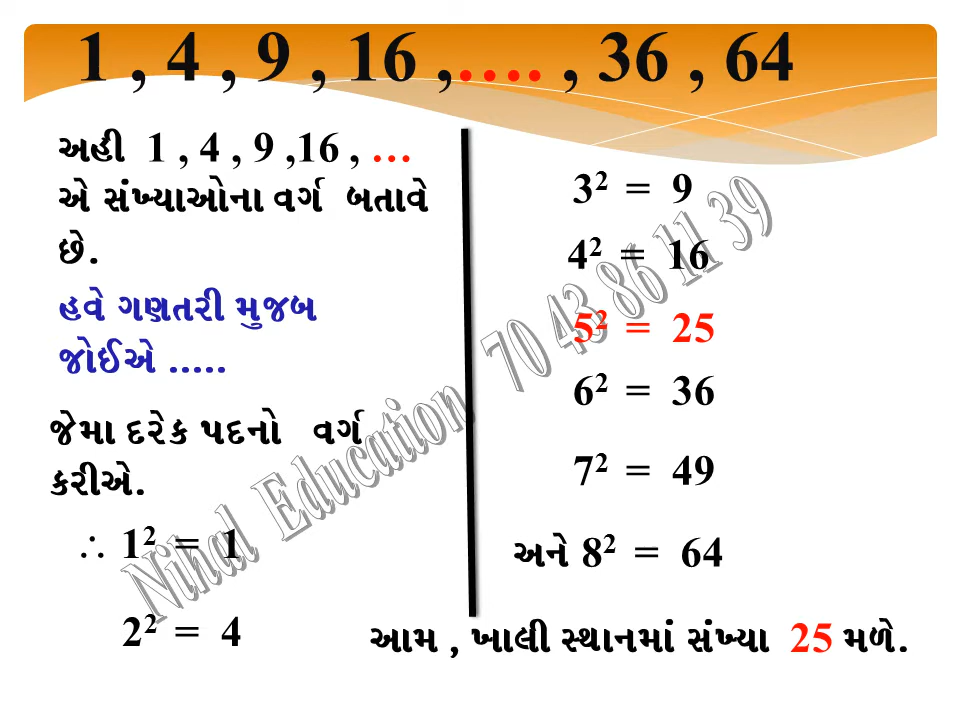 1 , 4 , 9 , 16 ,…. , 36 , 64
અહી 1 , 4 , 9 ,16 , …
એ સંખ્યાઓના વર્ગ બતાવે
છે.
હવે ગણતરી મુજબ
જોઈએ .....
જેમા દરેક પદનો વર્ગ
કરીએ.
∴ 1² = 1
2² = 4
3² = 9
4² = 16
5² = 25
6² = 36
7² = 49
અને 8² = 64
આમ , ખાલી સ્થાનમાં સંખ્યા 25 મળે.
Nihal Education 70 43 86 11 39